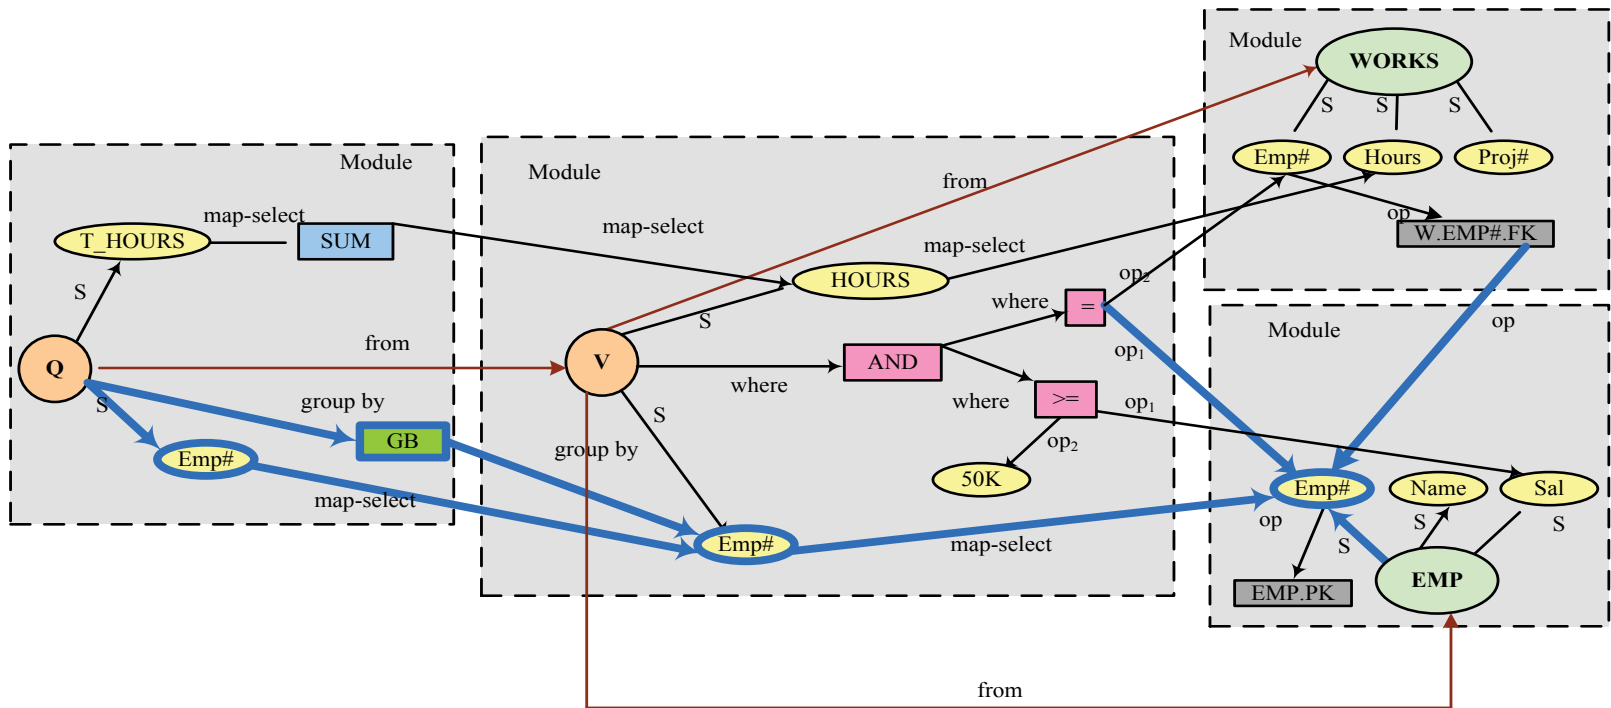 Module
map-select
T_HOURS
SUM
S
Q
from
S
group by
GB
Emp#
map-select
Module
from
map-select
map-select
HOURS
S
V
where
AND
where
=
op₂
op₁
where
>=
op₁
op₂
50K
S
group by
Emp#
map-select
from
Module
WORKS
S
S
S
Emp#
Hours
Proj#
op
W.EMP#.FK
op
Module
Emp#
Name
Sal
op
S
S
S
EMP.PK
EMP